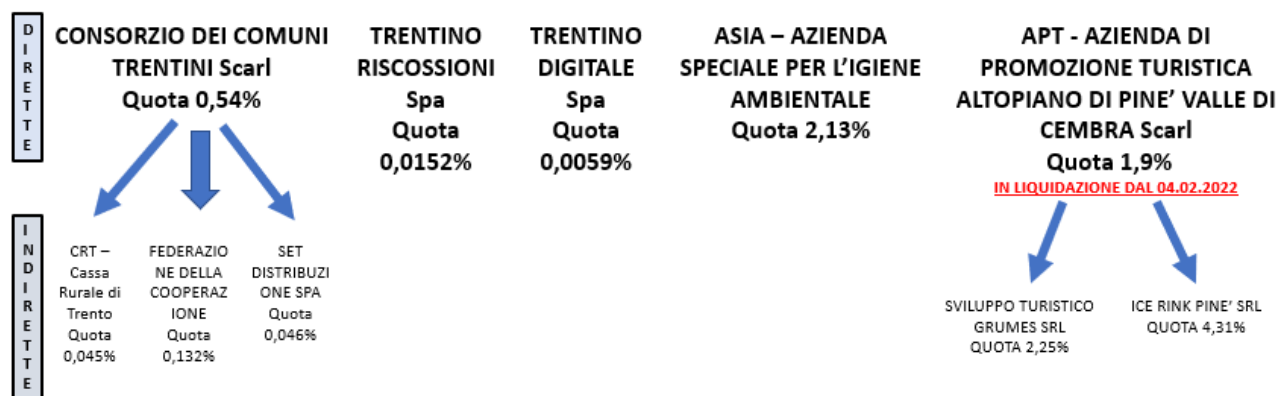 DIRETTE
CONSORZIO DEI COMUNI
TRENTINI Scarl
Quota 0,54%
TRENTINO
RISCOSSIONI
Spa
Quota
0,0152%
TRENTINO
DIGITALE
Spa
Quota
0,0059%
ASIA – AZIENDA
SPECIALE PER L’IGIENE
AMBIENTALE
Quota 2,13%
APT - AZIENDA DI
PROMOZIONE TURISTICA
ALTOPIANO DI PINE’ VALLE DI
CEMBRA Scarl
Quota 1,9%
IN LIQUIDAZIONE DAL 04.02.2022
INDIRETTE
CRT –
Cassa
Rurale di
Trento
Quota
0,045%
FEDERAZIO
NE DELLA
COOPERAZ
IONE
Quota
0,132%
SET
DISTRIBUZI
ONE SPA
Quota
0,046%
SVILUPPO TURISTICO
GRUMES SRL
QUOTA 2,25%
ICE RINK PINE’ SRL
QUOTA 4,31%